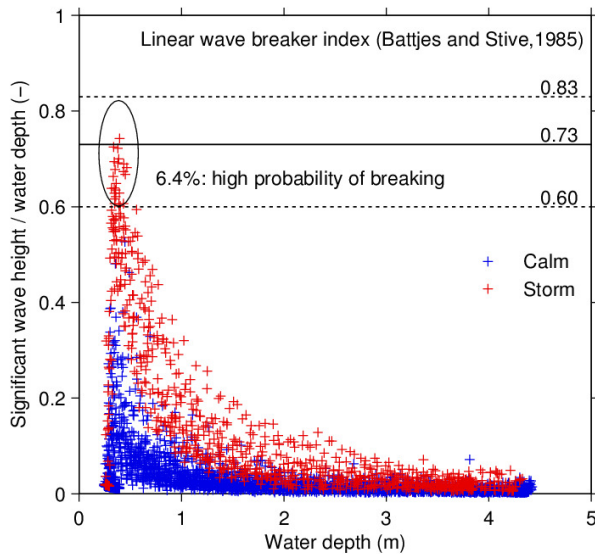 Linear wave breaker index (Battjes and Stive,1985)
0.83
0.73
6.4%: high probability of breaking
0.60
Calm
Storm
1
0.8
0.6
0.4
0.2
0
Significant wave height / water depth (−)
0 1 2 3 4 5
Water depth (m)